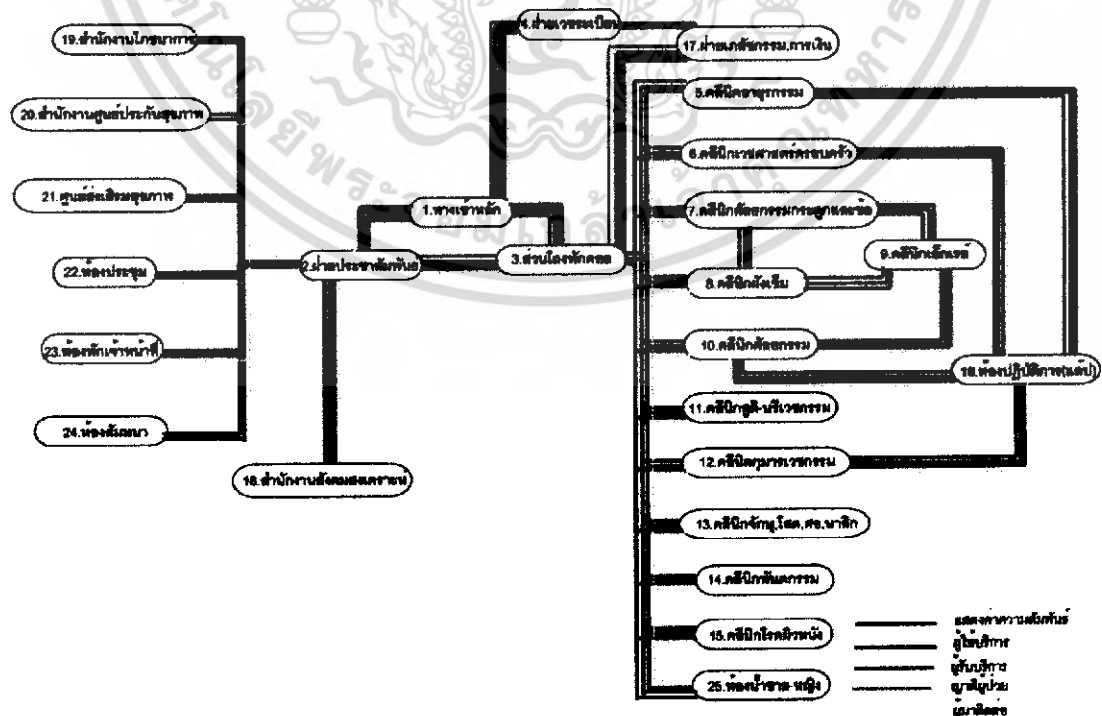 19.สำนักงานโภชนาการ
20.สำนักงานศูนย์ประกันสุขภาพ
21.ศูนย์ส่งเสริมสุขภาพ
22.ห้องประชุม
23.ห้องพักเจ้าหน้าที่
24.ห้องสัมมนา
2.ฝ่ายประชาสัมพันธ์
18.สำนักงานสังคมสงเคราะห์
1.ทางเข้าหลัก
3.ส่วนโถงพักคอย
4.ฝ่ายเวชระเบียน
17.ฝ่ายเภสัชกรรม,การเงิน
5.คลีนิคอายุรกรรม
6.คลีนิกเวชศาสตร์ครอบครัว
7.คลีนิกศัลยกรรมกระดูกและข้อ
8.คลีนิกฝังเข็ม
9.คลีนิกเอ็กเรย์
10.คลีนิกศัลยกรรม
16.ห้องปฏิบัติการ(แล็ป)
11.คลีนิกสูติ-นรีเวชกรรม
12.คลีนิคกุมารเวชกรรม
13.คลีนิกจักษุ,โสต,ศอ,นาสิก
14.คลีนิกทันตกรรม
15.คลีนิกโรคผิวหนัง
25.ห้องน้ำชาย-หญิง
แสดงค่าความสัมพันธ์
ผู้ให้บริการ
ผู้รับบริการ
ญาติผู้ป่วย
ผู้มาติดต่อ